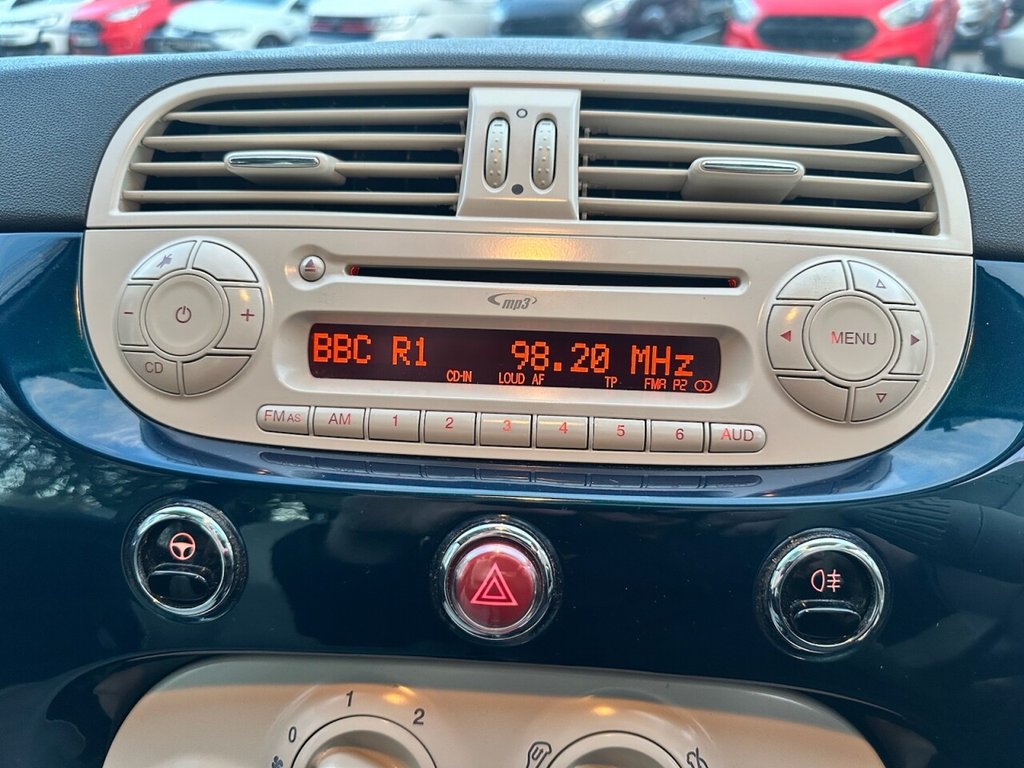 mp3
BBC R1 98.20 MHz
CD-IN LOUD AF TP FMA P2
CD
MENU
FM AS AM 1 2 3 4 5 6 AUD
0 1 2